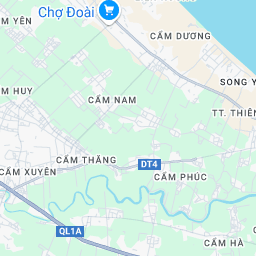 Chợ Đoài
CẨM DƯƠNG
M YÊN
SONG Y
M HUY
CẨM NAM
TT. THIÊN
CẨM THĂNG
DT4
CẨM XUYÊN
CẨM PHÚC
QL1A
CẨM HÀ